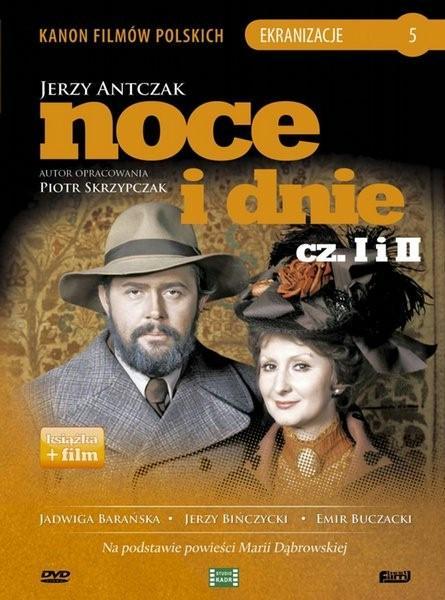 KANON FILMÓW POLSKICH
EKRANIZACJE 5
JERZY ANTCZAK
noce
AUTOR OPRACOWANIA
PIOTR SKRZYPCZAK
i dnie
cz. I i II
książka
+ film
JADWIGA BARAŃSKA • JERZY BIŃCZYCKI • EMIR BUCZACKI
Na podstawie powieści Marii Dąbrowskiej
DVD
STUDIO
KADR